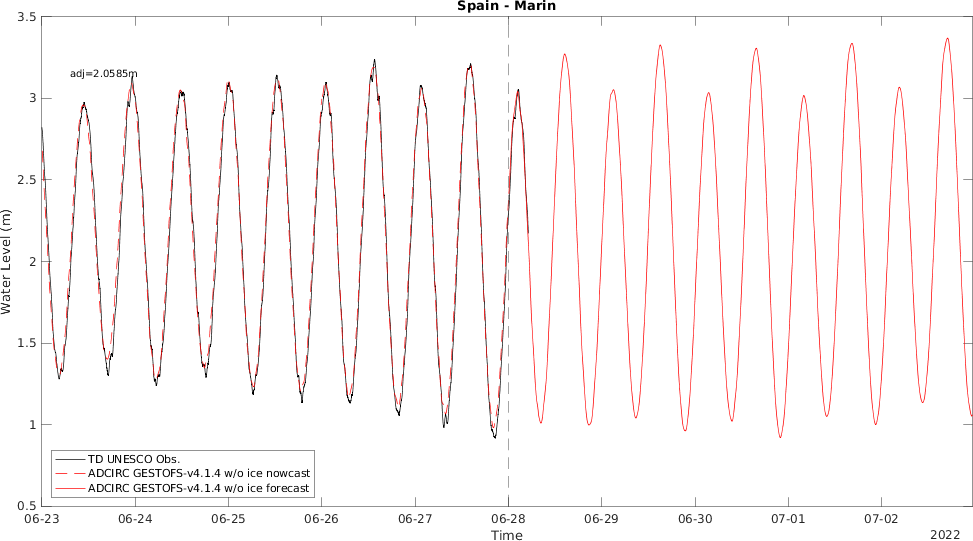 Spain - Marin
3.5
adj=2.0585m
3
2.5
2
1.5
1
0.5
Water Level (m)
TD UNESCO Obs.
ADCIRC GESTOFS-v4.1.4 w/o ice nowcast
ADCIRC GESTOFS-v4.1.4 w/o ice forecast
06-23 06-24 06-25 06-26 06-27 06-28 06-29 06-30 07-01 07-02
Time
2022